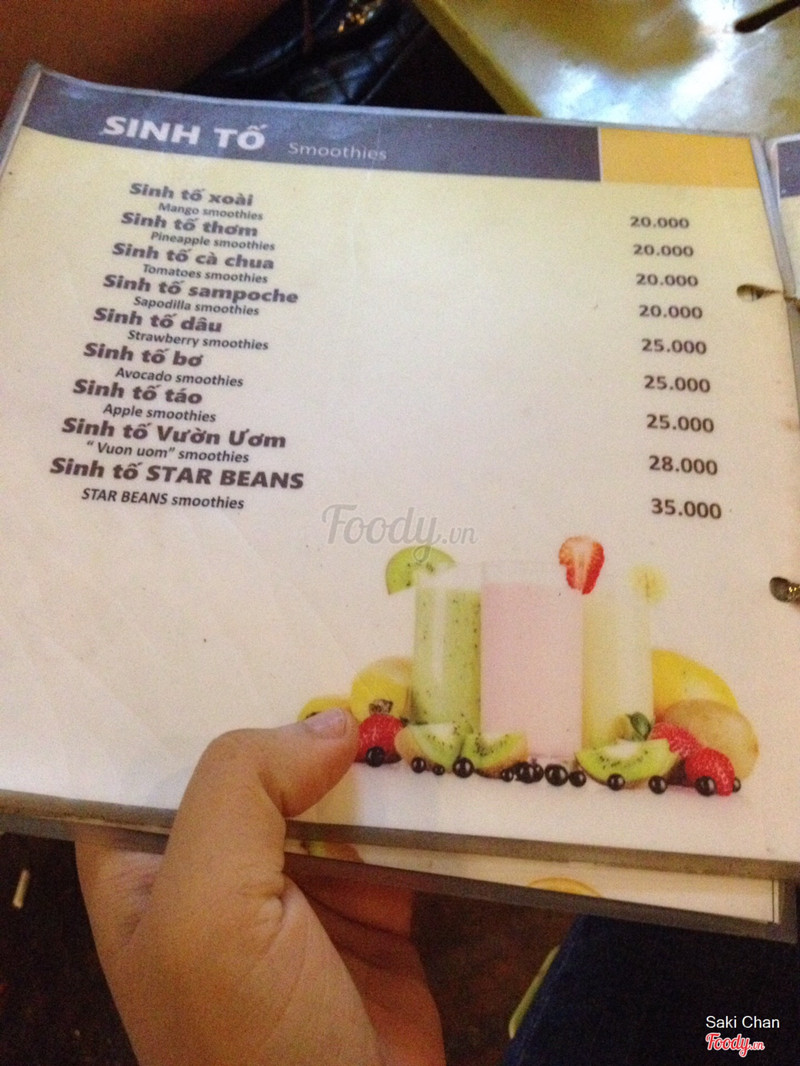 SINH TỐ Smoothies
Sinh tố xoài 20.000
Mango smoothies
Sinh tố thơm 20.000
Pineapple smoothies
Sinh tố cà chua 20.000
Tomatoes smoothies
Sinh tố sampoche 20.000
Sapodilla smoothies
Sinh tố dâu 25.000
Strawberry smoothies
Sinh tố bơ 25.000
Avocado smoothies
Sinh tố táo 25.000
Apple smoothies
Sinh tố Vườn Ươm 28.000
“ Vuon uom” smoothies
Sinh tố STAR BEANS 35.000
STAR BEANS smoothies
Foody.vn
Saki Chan
Foody.vn